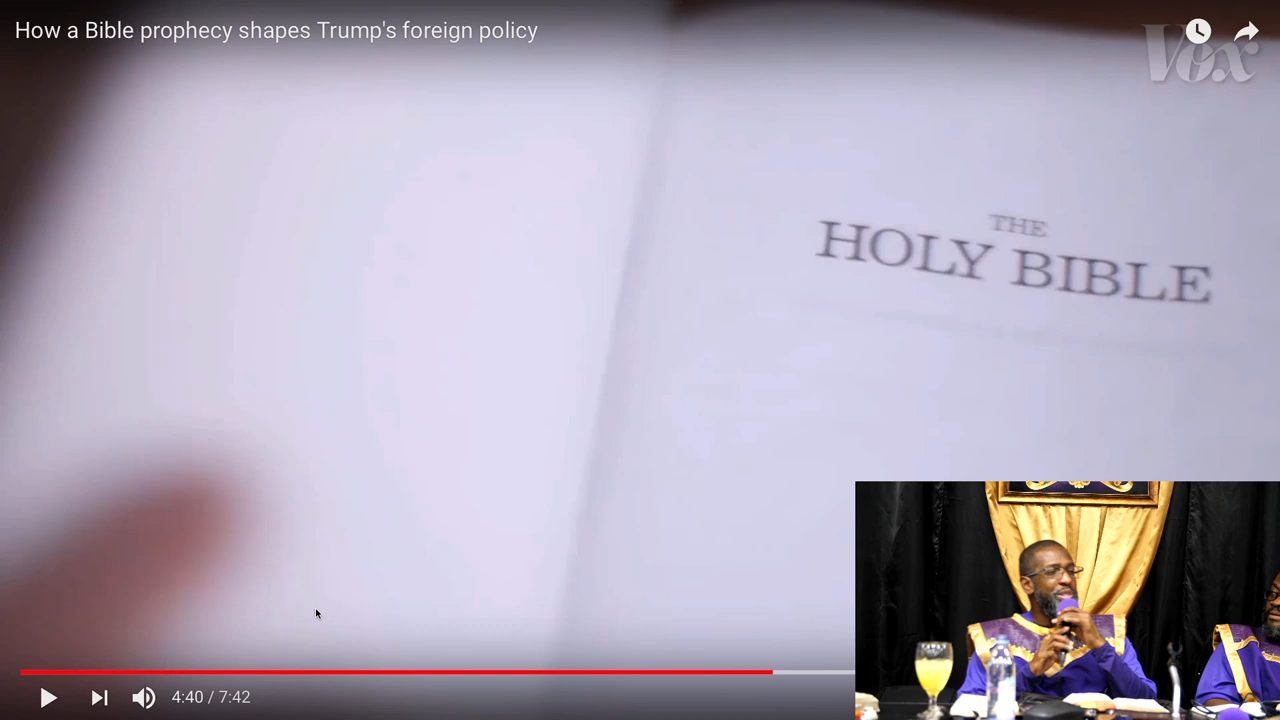 How a Bible prophecy shapes Trump's foreign policy
Vox
THE
HOLY BIBLE
4:40 / 7:42